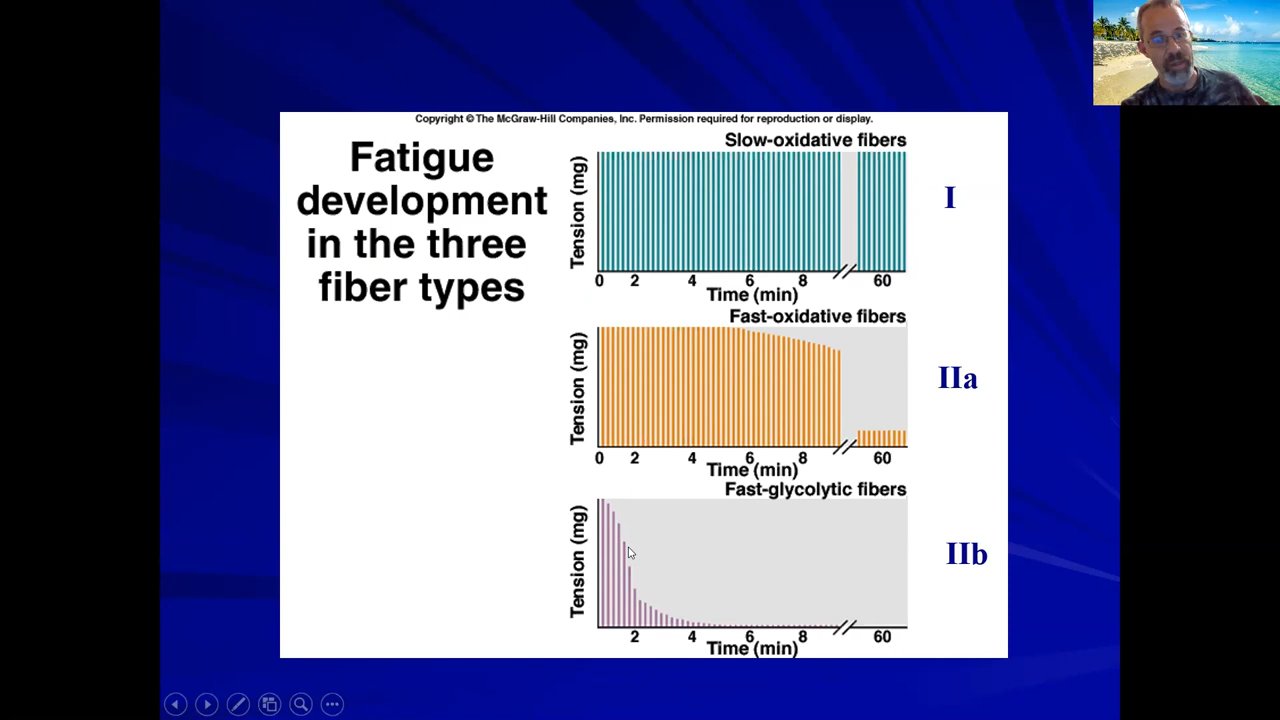 Copyright © The McGraw-Hill Companies, Inc. Permission required for reproduction or display.
Fatigue
development
in the three
fiber types
Slow-oxidative fibers
Tension (mg)
0 2 4 6 8 60
Time (min)
I
Fast-oxidative fibers
Tension (mg)
0 2 4 6 8 60
Time (min)
IIa
Fast-glycolytic fibers
Tension (mg)
2 4 6 8 60
Time (min)
IIb